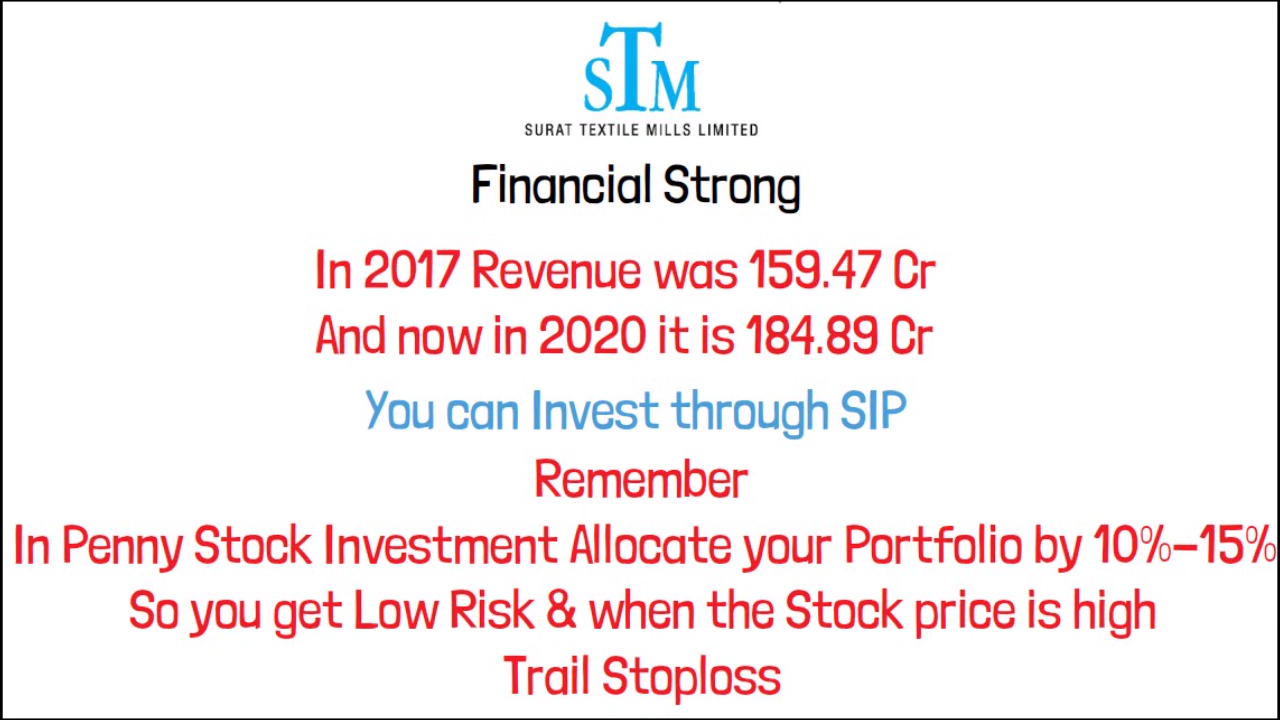 STM
SURAT TEXTILE MILLS LIMITED
Financial Strong
In 2017 Revenue was 159.47 Cr
And now in 2020 it is 184.89 Cr
You can Invest through SIP
Remember
In Penny Stock Investment Allocate your Portfolio by 10%-15%
So you get Low Risk & when the Stock price is high
Trail Stoploss